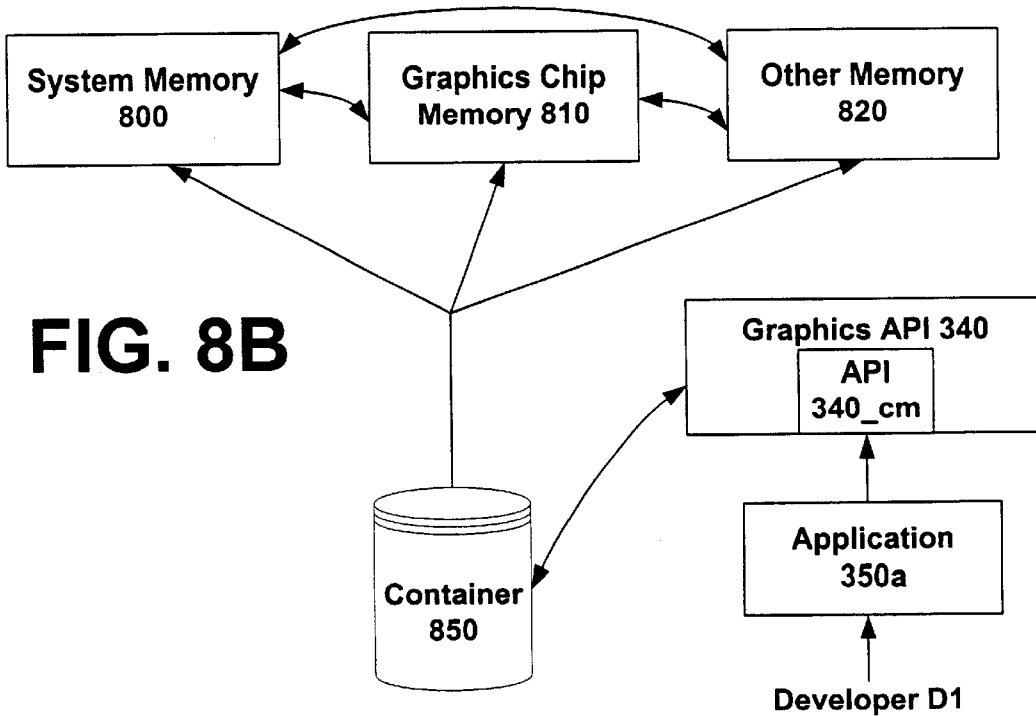 System Memory
800
Graphics Chip
Memory 810
Other Memory
820
FIG. 8B
Graphics API 340
API
340_cm
Application
350a
Container
850
Developer D1